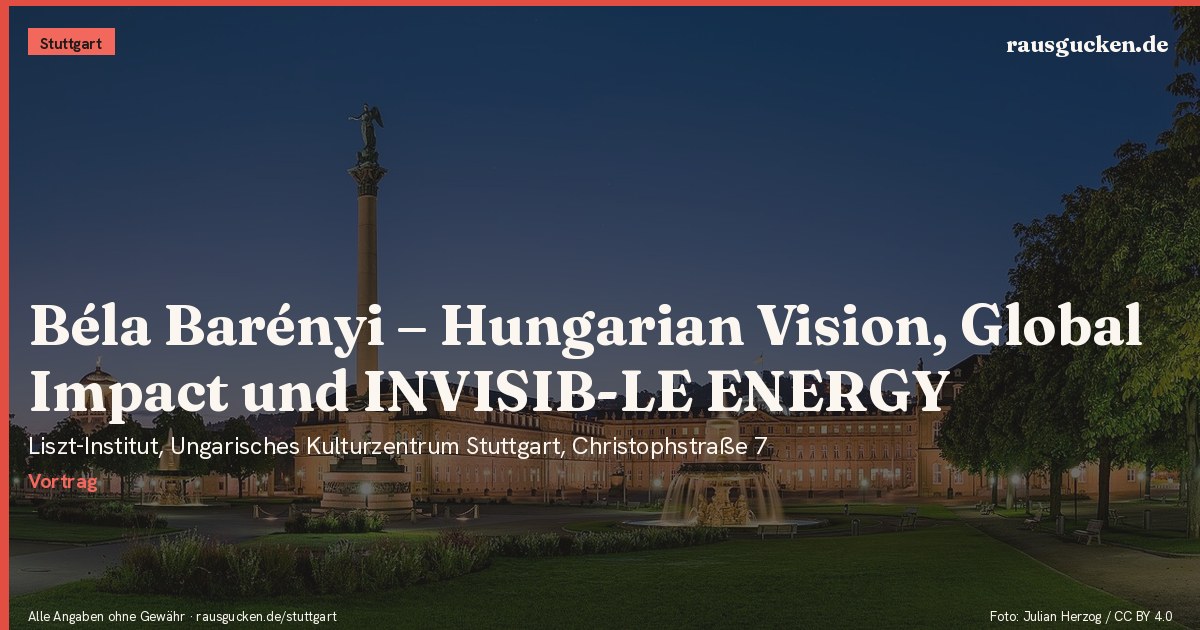 Stuttgart
rausgucken.de
Béla Barényi – Hungarian Vision, Global
Impact und INVISIB-LE ENERGY
Liszt-Institut, Ungarisches Kulturzentrum Stuttgart, Christophstraße 7
Vortrag
Alle Angaben ohne Gewähr · rausgucken.de/stuttgart
Foto: Julian Herzog / CC BY 4.0